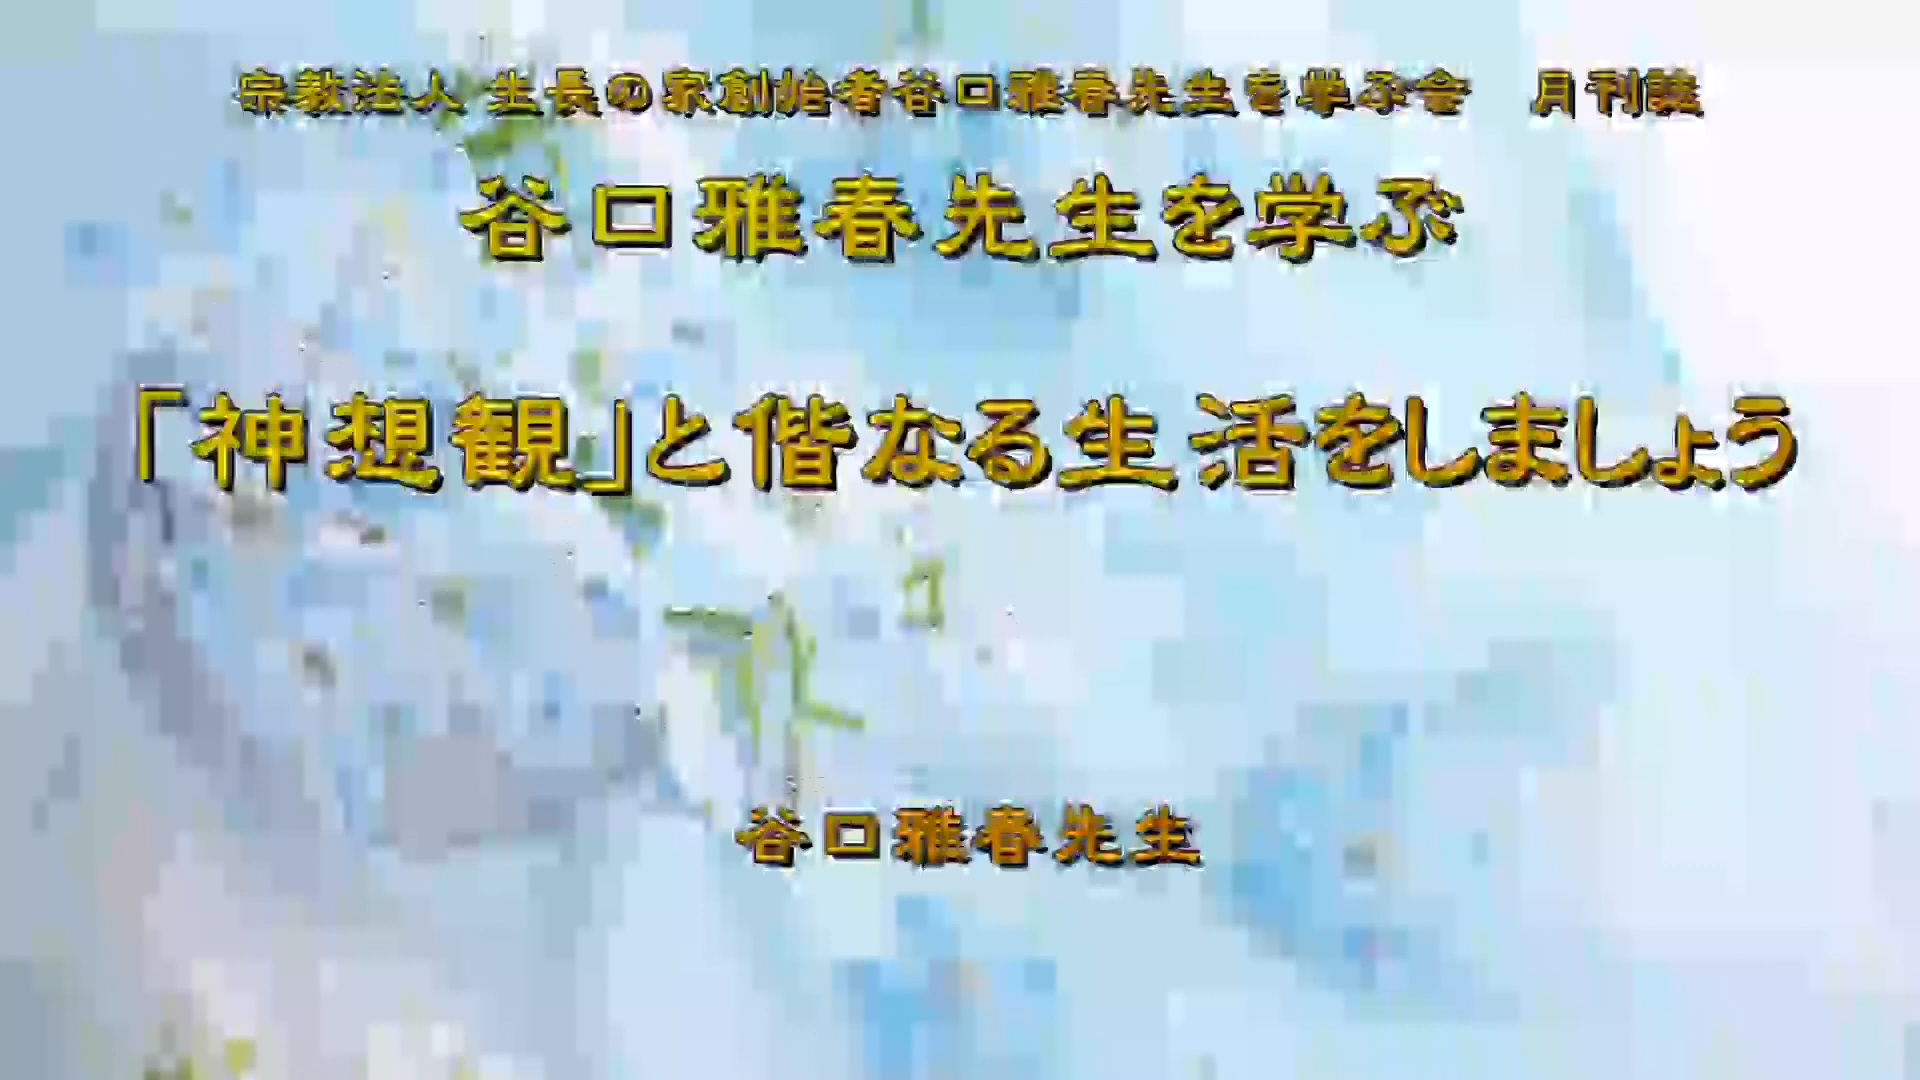 宗教法人 生長の家創始者谷口雅春先生を学ぶ会　月刊誌
谷口雅春先生を学ぶ
「神想観」と偕なる生活をしましょう
谷口雅春先生